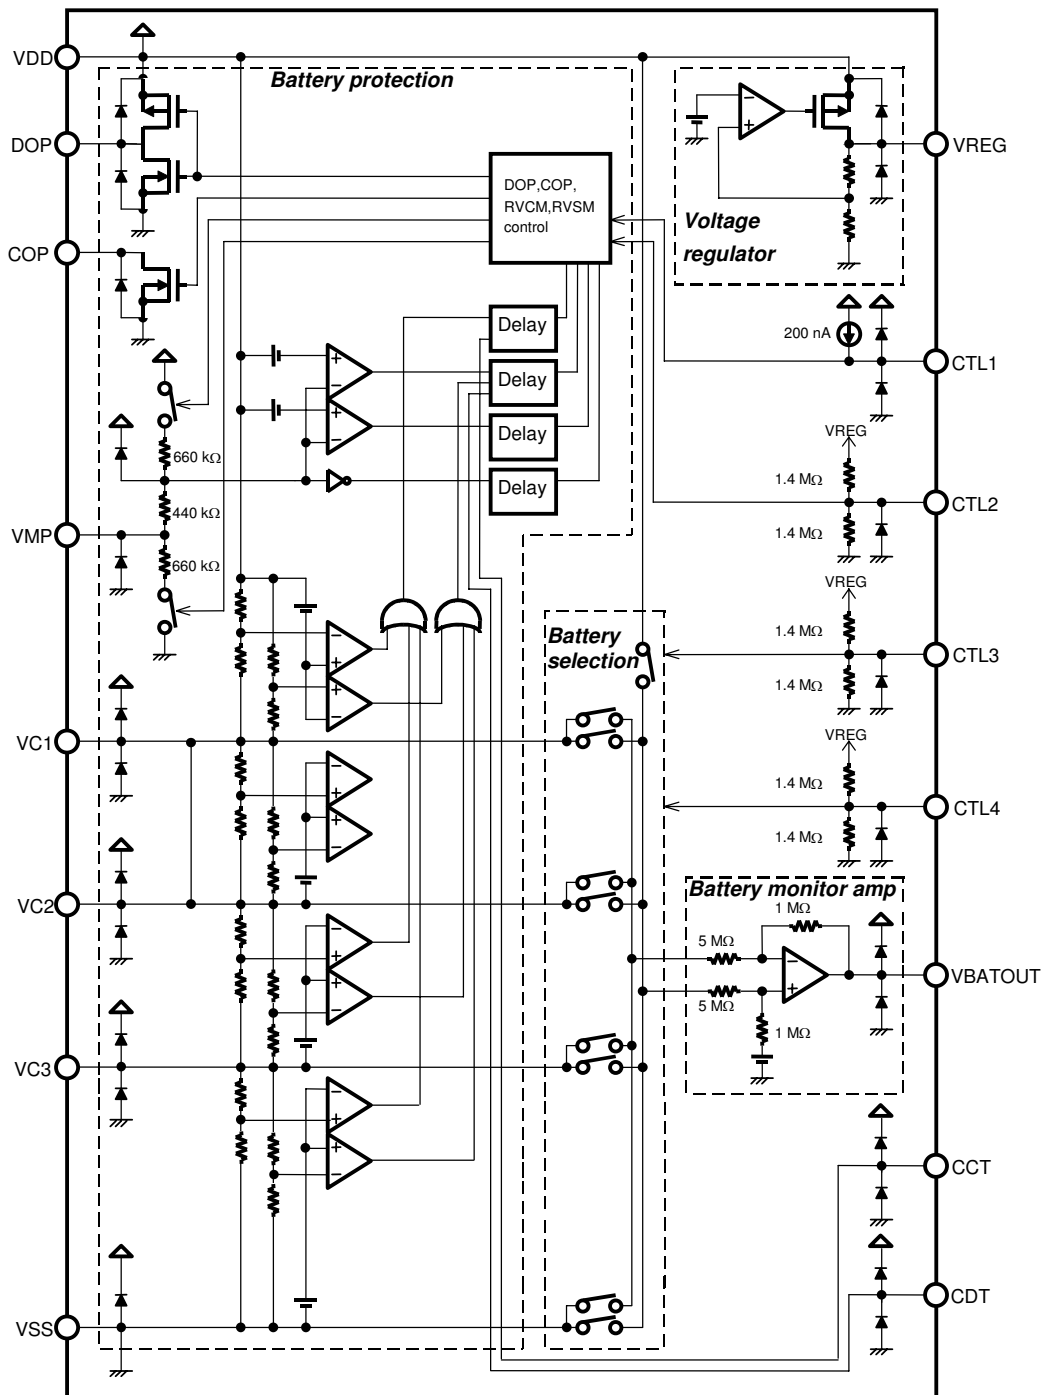 VDD
Battery protection
DOP
VREG
DOP,COP,
RVCM,RVSM
control
Voltage
regulator
COP
Delay
200 nA
CTL1
Delay
Delay
VREG
660 kΩ
1.4 MΩ
Delay
440 kΩ
CTL2
VMP
1.4 MΩ
660 kΩ
VREG
Battery
selection
1.4 MΩ
CTL3
1.4 MΩ
VC1
VREG
1.4 MΩ
CTL4
1.4 MΩ
Battery monitor amp
VC2
1 MΩ
5 MΩ
VBATOUT
5 MΩ
1 MΩ
VC3
CCT
CDT
VSS